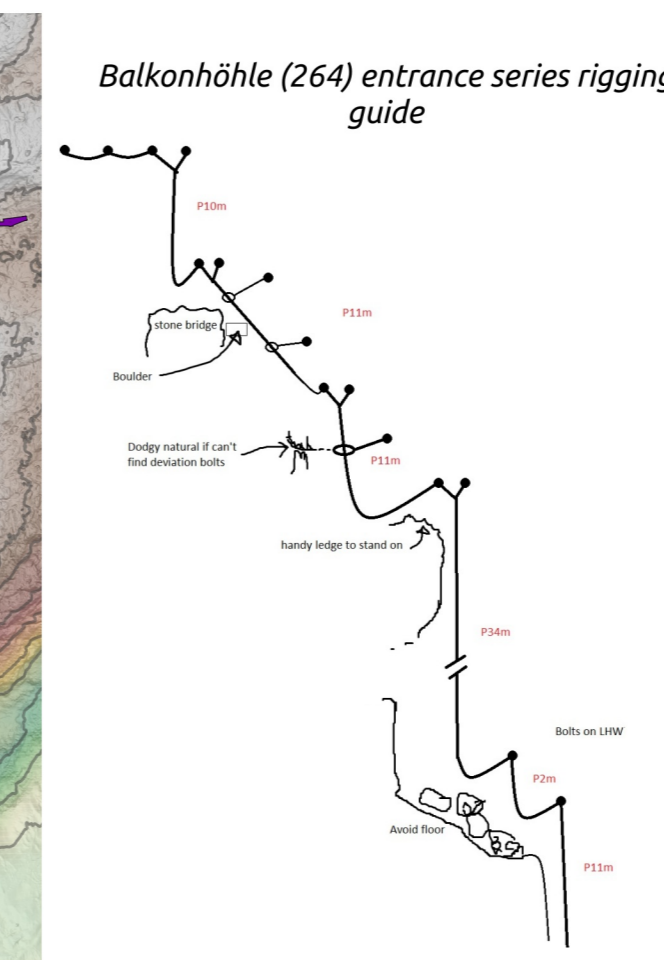 Balkonhöhle (264) entrance series rigging
guide
P10m
P11m
stone bridge
Boulder
Dodgy natural if can't
find deviation bolts
P11m
handy ledge to stand on
P34m
Bolts on LHW
P2m
Avoid floor
P11m